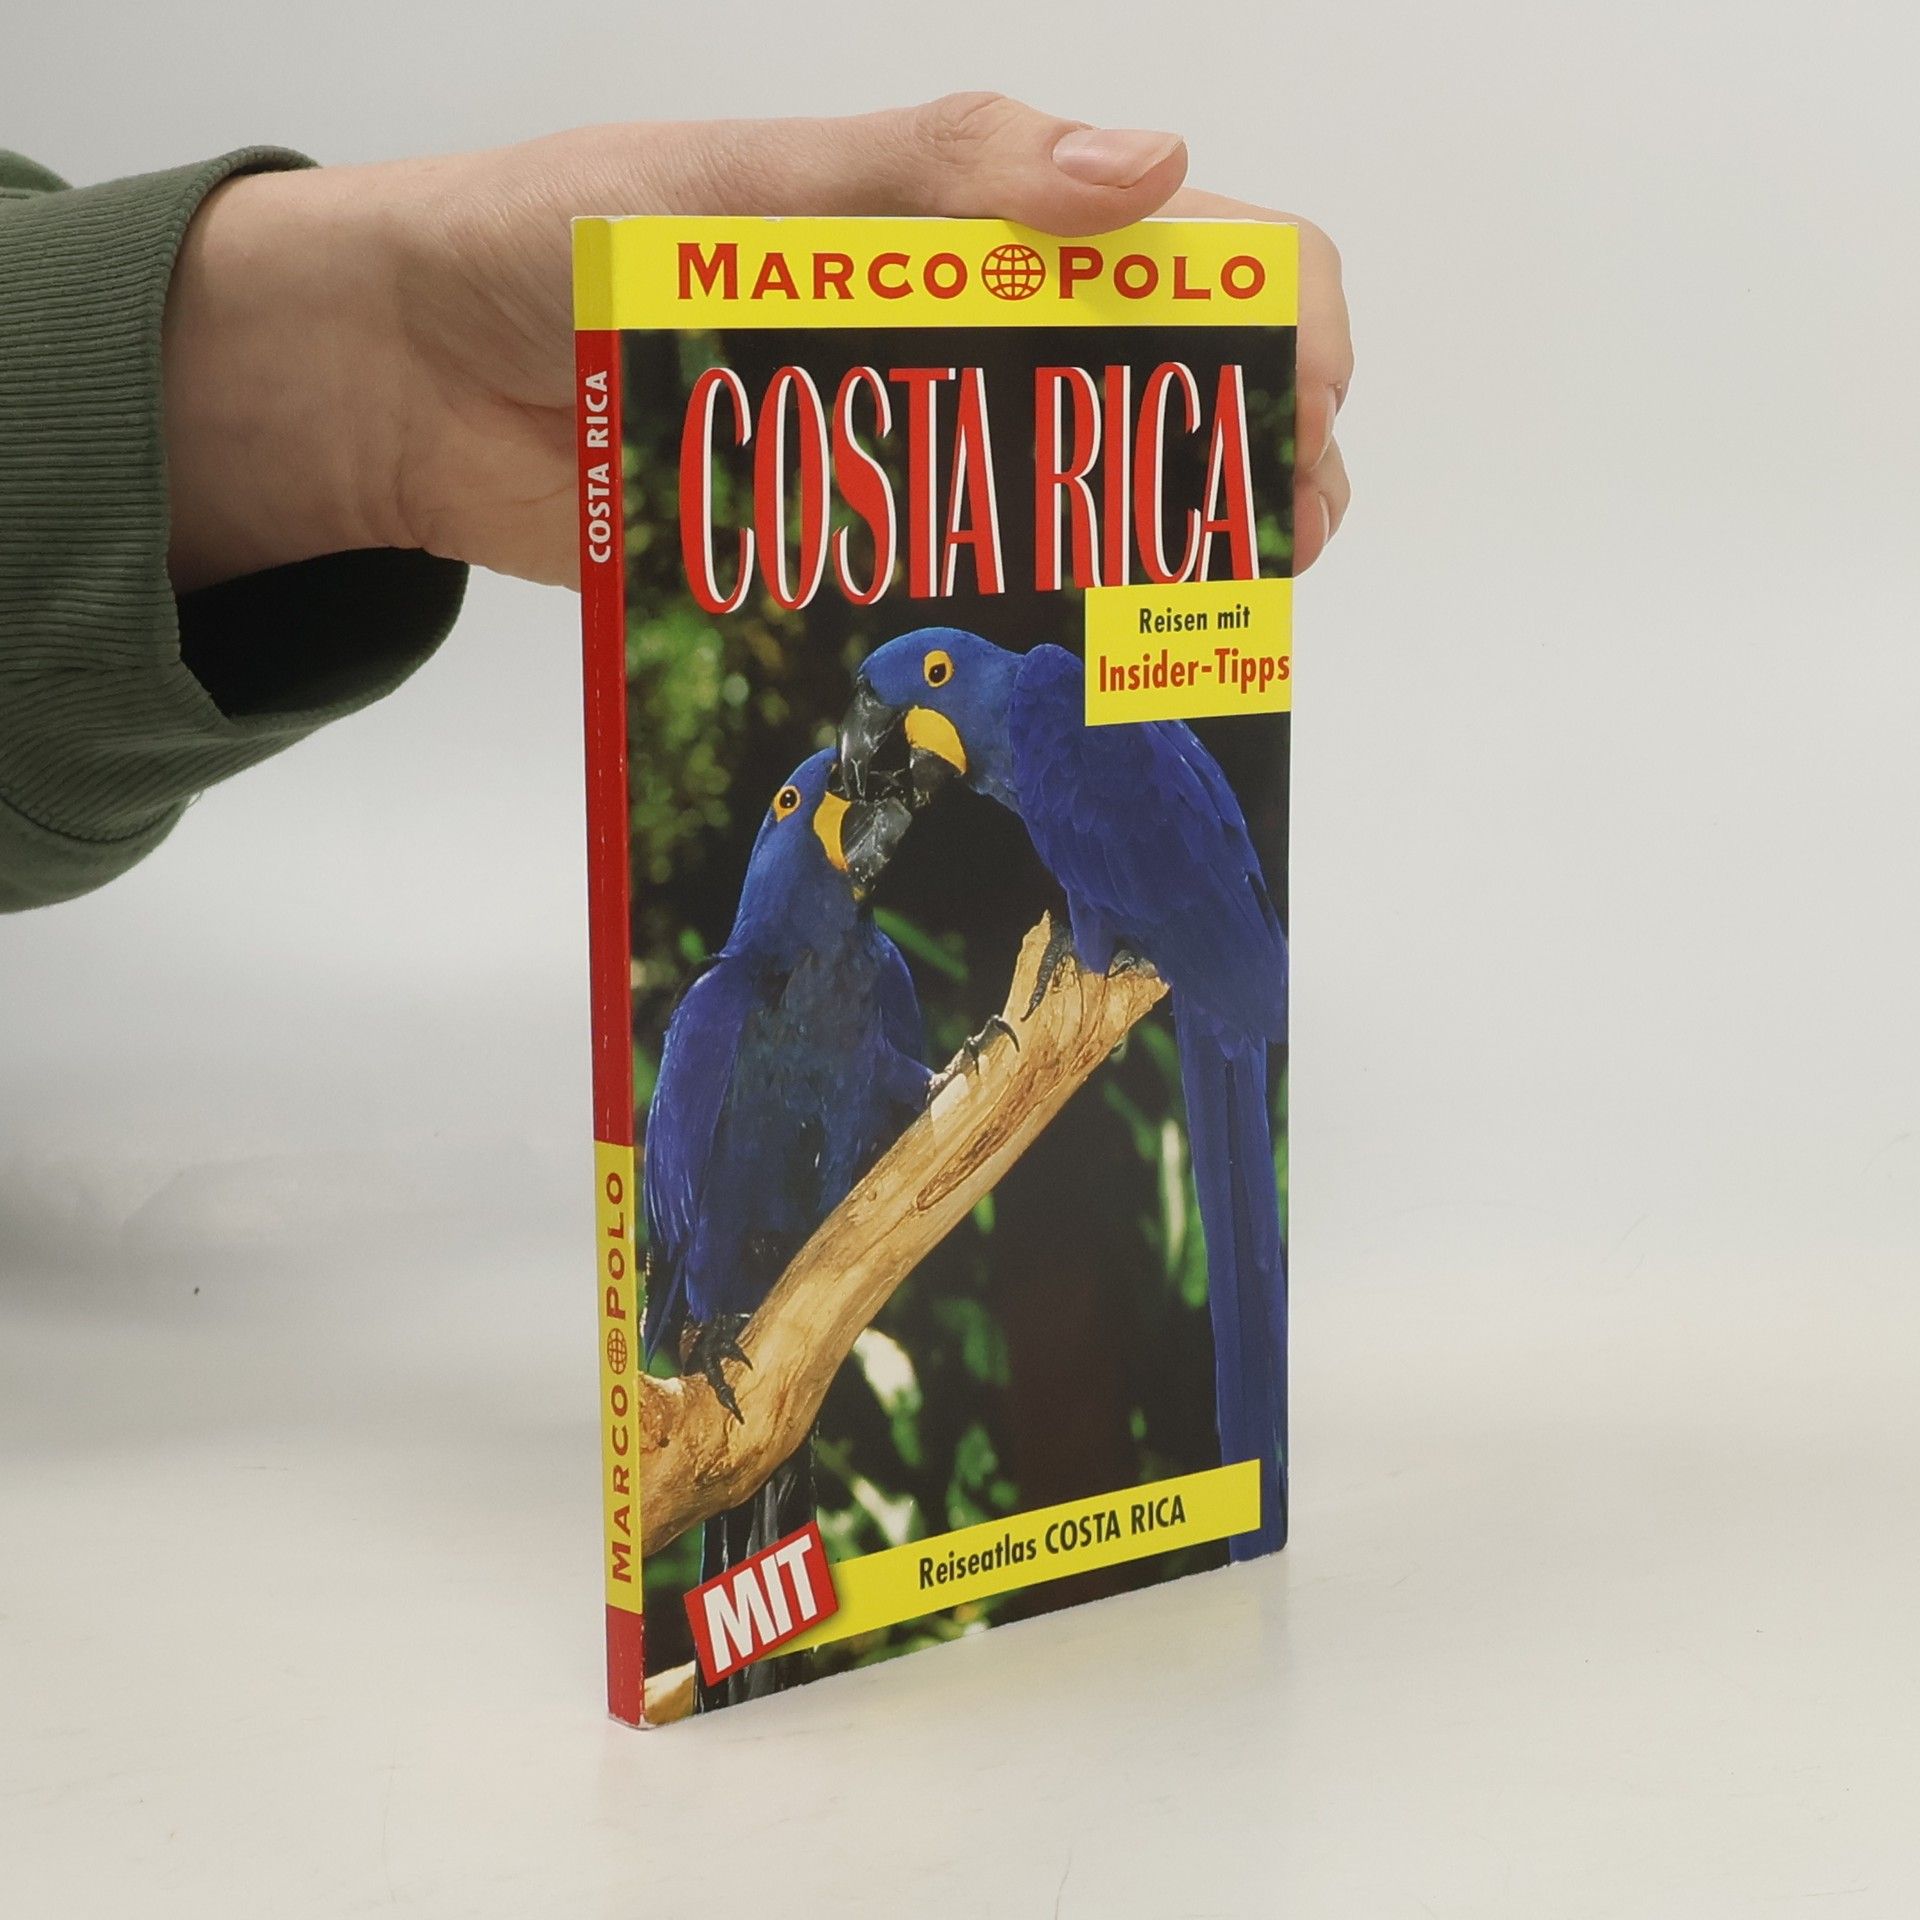 MARCO POLO
COSTA RICA
Reisen mit
Insider-Tipps
MIT
Reiseatlas COSTA RICA
COSTA RICA
MARCO POLO